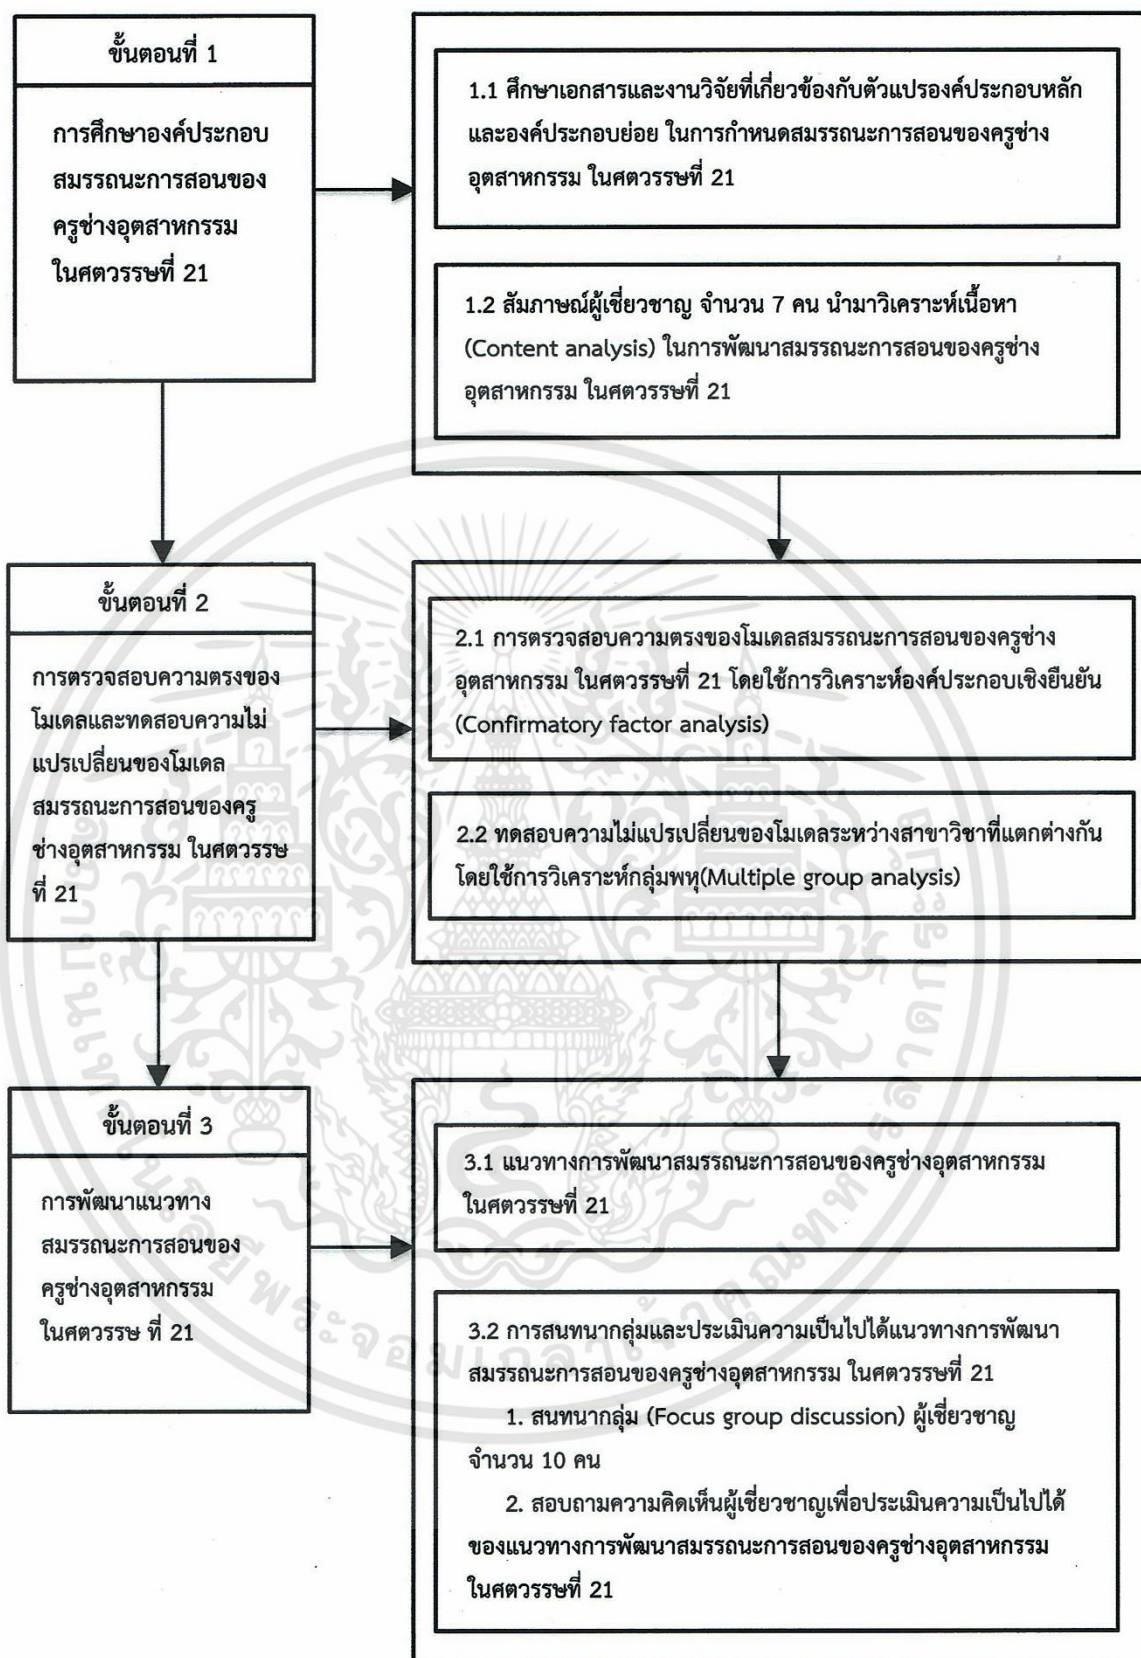 ขั้นตอนที่ 1
การศึกษาองค์ประกอบ
สมรรถนะการสอนของ
ครูช่างอุตสาหกรรม
ในศตวรรษที่ 21
1.1 ศึกษาเอกสารและงานวิจัยที่เกี่ยวข้องกับตัวแปรองค์ประกอบหลัก
และองค์ประกอบย่อย ในการกำหนดสมรรถนะการสอนของครูช่าง
อุตสาหกรรม ในศตวรรษที่ 21
1.2 สัมภาษณ์ผู้เชี่ยวชาญ จำนวน 7 คน นำมาวิเคราะห์เนื้อหา
(Content analysis) ในการพัฒนาสมรรถนะการสอนของครูช่าง
อุตสาหกรรม ในศตวรรษที่ 21
ขั้นตอนที่ 2
การตรวจสอบความตรงของ
โมเดลและทดสอบความไม่
แปรเปลี่ยนของโมเดล
สมรรถนะการสอนของครู
ช่างอุตสาหกรรม ในศตวรรษ
ที่ 21
2.1 การตรวจสอบความตรงของโมเดลสมรรถนะการสอนของครูช่าง
อุตสาหกรรม ในศตวรรษที่ 21 โดยใช้การวิเคราะห์องค์ประกอบเชิงยืนยัน
(Confirmatory factor analysis)
2.2 ทดสอบความไม่แปรเปลี่ยนของโมเดลระหว่างสาขาวิชาที่แตกต่างกัน
โดยใช้การวิเคราะห์กลุ่มพหุ(Multiple group analysis)
ขั้นตอนที่ 3
การพัฒนาแนวทาง
สมรรถนะการสอนของ
ครูช่างอุตสาหกรรม
ในศตวรรษ ที่ 21
3.1 แนวทางการพัฒนาสมรรถนะการสอนของครูช่างอุตสาหกรรม
ในศตวรรษที่ 21
3.2 การสนทนากลุ่มและประเมินความเป็นไปได้แนวทางการพัฒนา
สมรรถนะการสอนของครูช่างอุตสาหกรรม ในศตวรรษที่ 21
1. สนทนากลุ่ม (Focus group discussion) ผู้เชี่ยวชาญ
จำนวน 10 คน
2. สอบถามความคิดเห็นผู้เชี่ยวชาญเพื่อประเมินความเป็นไปได้
ของแนวทางการพัฒนาสมรรถนะการสอนของครูช่างอุตสาหกรรม
ในศตวรรษที่ 21
สถาบันเทคโนโลยีพระจอมเกล้าเจ้าคุณทหารลาดกระบัง